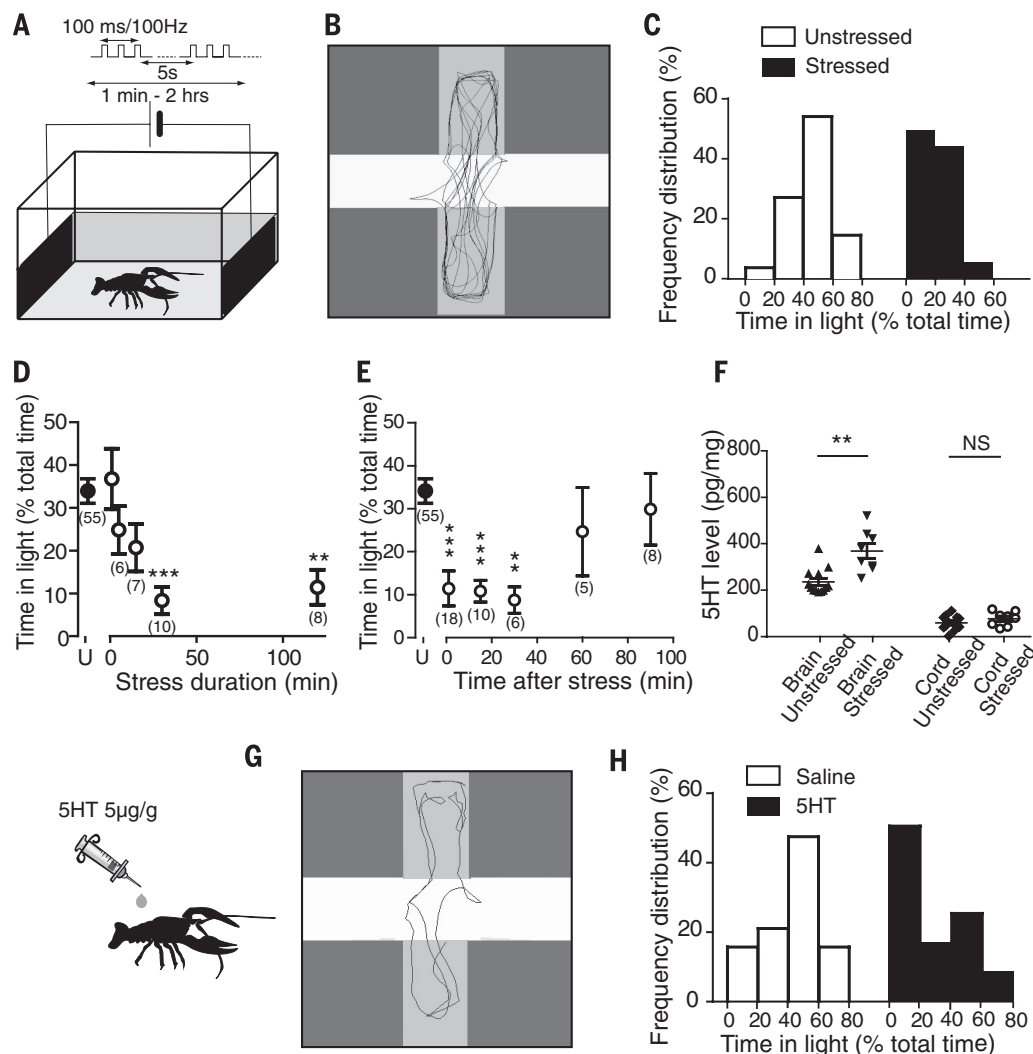 A
100 ms/100Hz
5s
1 min - 2 hrs
B
C
Unstressed
Stressed
Frequency distribution (%)
60
40
20
0
0 20 40 60 80 0 20 40 60
Time in light (% total time)
D
Time in light (% total time)
50
40
30
20
10
0
(55)
(6)
(7)
***
(10)
**
(8)
U 0 50 100
Stress duration (min)
E
Time in light (% total time)
50
40
30
20
10
0
(55)
***
(18)
***
(10)
**
(6)
(5)
(8)
U 0 20 40 60 80 100
Time after stress (min)
F
5HT level (pg/mg)
800
600
400
200
0
**
NS
Brain
Unstressed
Brain
Stressed
Cord
Unstressed
Cord
Stressed
5HT 5µg/g
G
H
Saline
5HT
Frequency distribution (%)
60
40
20
0
0 20 40 60 80 0 20 40 60 80
Time in light (% total time)